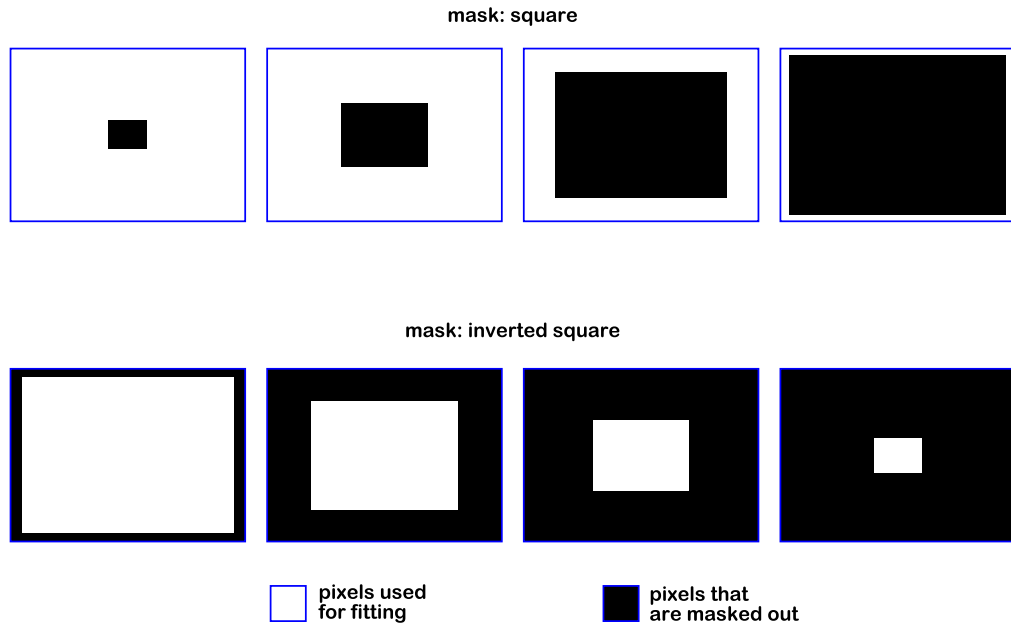 mask: square
mask: inverted square
pixels used
for fitting
pixels that
are masked out